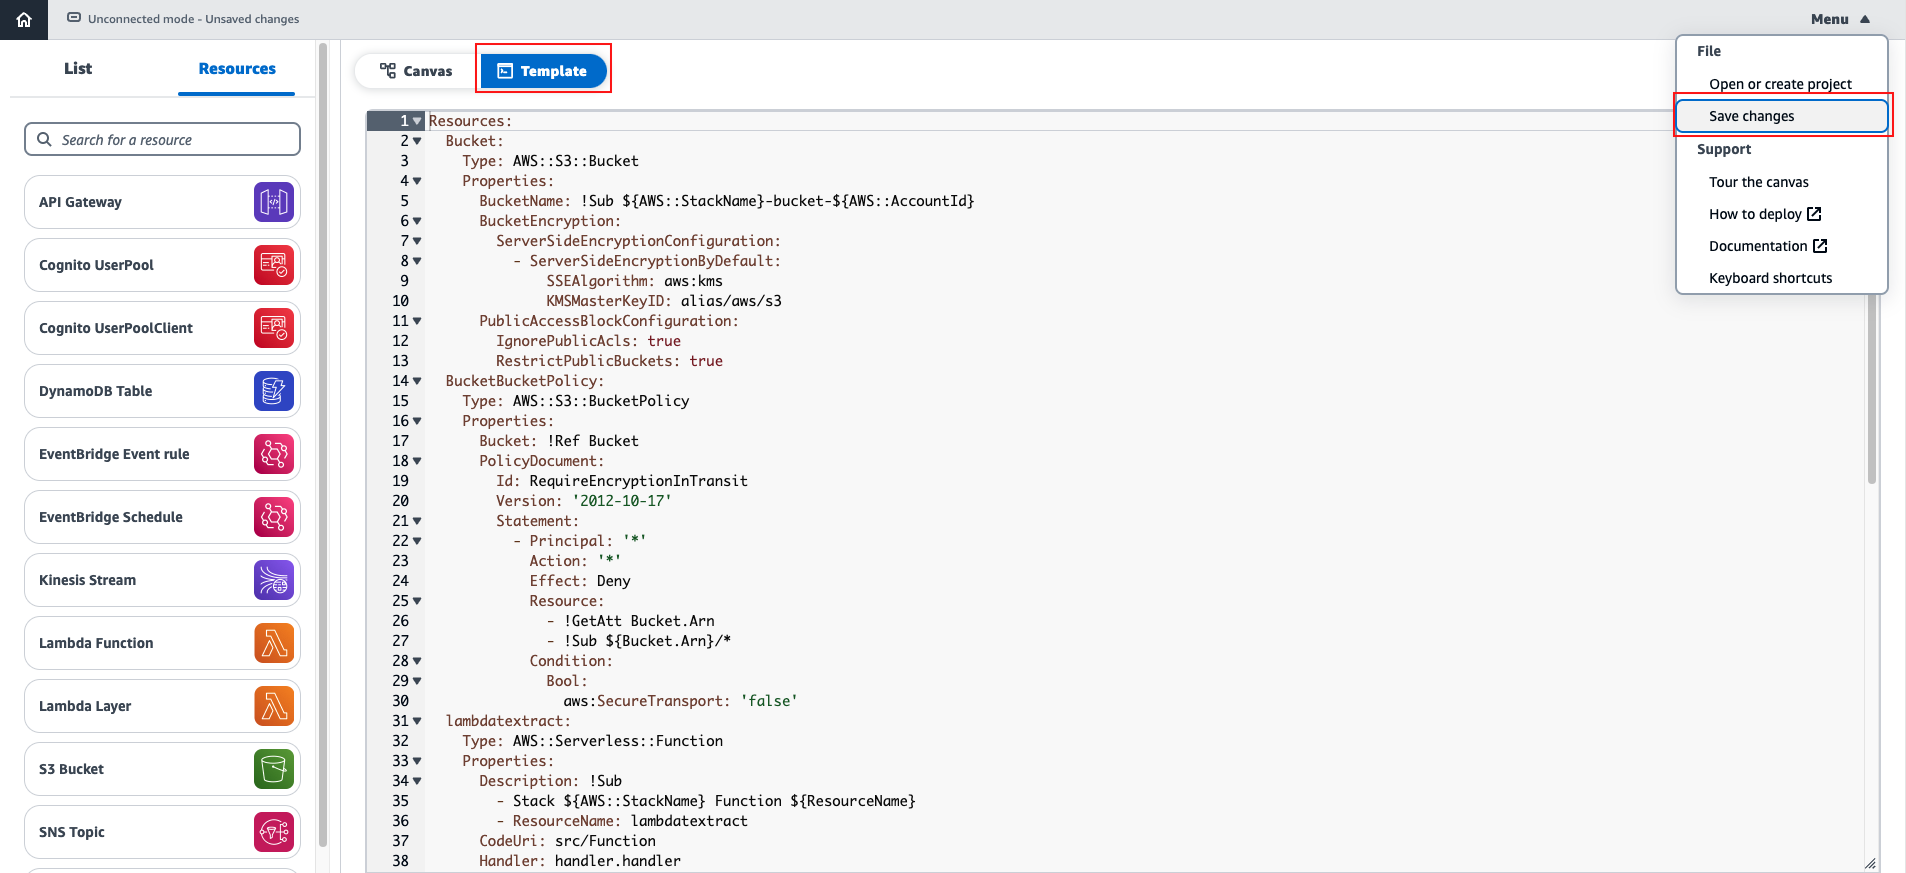 Unconnected mode - Unsaved changes
Menu
List
Resources
Search for a resource
API Gateway
Cognito UserPool
Cognito UserPoolClient
DynamoDB Table
EventBridge Event rule
EventBridge Schedule
Kinesis Stream
Lambda Function
Lambda Layer
S3 Bucket
SNS Topic
Canvas
Template
1 Resources:
2 Bucket:
3 Type: AWS::S3::Bucket
4 Properties:
5 BucketName: !Sub ${AWS::StackName}-bucket-${AWS::AccountId}
6 BucketEncryption:
7 ServerSideEncryptionConfiguration:
8 - ServerSideEncryptionByDefault:
9 SSEAlgorithm: aws:kms
10 KMSMasterKeyID: alias/aws/s3
11 PublicAccessBlockConfiguration:
12 IgnorePublicAcls: true
13 RestrictPublicBuckets: true
14 BucketBucketPolicy:
15 Type: AWS::S3::BucketPolicy
16 Properties:
17 Bucket: !Ref Bucket
18 PolicyDocument:
19 Id: RequireEncryptionInTransit
20 Version: '2012-10-17'
21 Statement:
22 - Principal: '*'
23 Action: '*'
24 Effect: Deny
25 Resource:
26 - !GetAtt Bucket.Arn
27 - !Sub ${Bucket.Arn}/*
28 Condition:
29 Bool:
30 aws:SecureTransport: 'false'
31 lambdatextract:
32 Type: AWS::Serverless::Function
33 Properties:
34 Description: !Sub
35 - Stack ${AWS::StackName} Function ${ResourceName}
36 - ResourceName: lambdatextract
37 CodeUri: src/Function
38 Handler: handler.handler
File
Open or create project
Save changes
Support
Tour the canvas
How to deploy
Documentation
Keyboard shortcuts